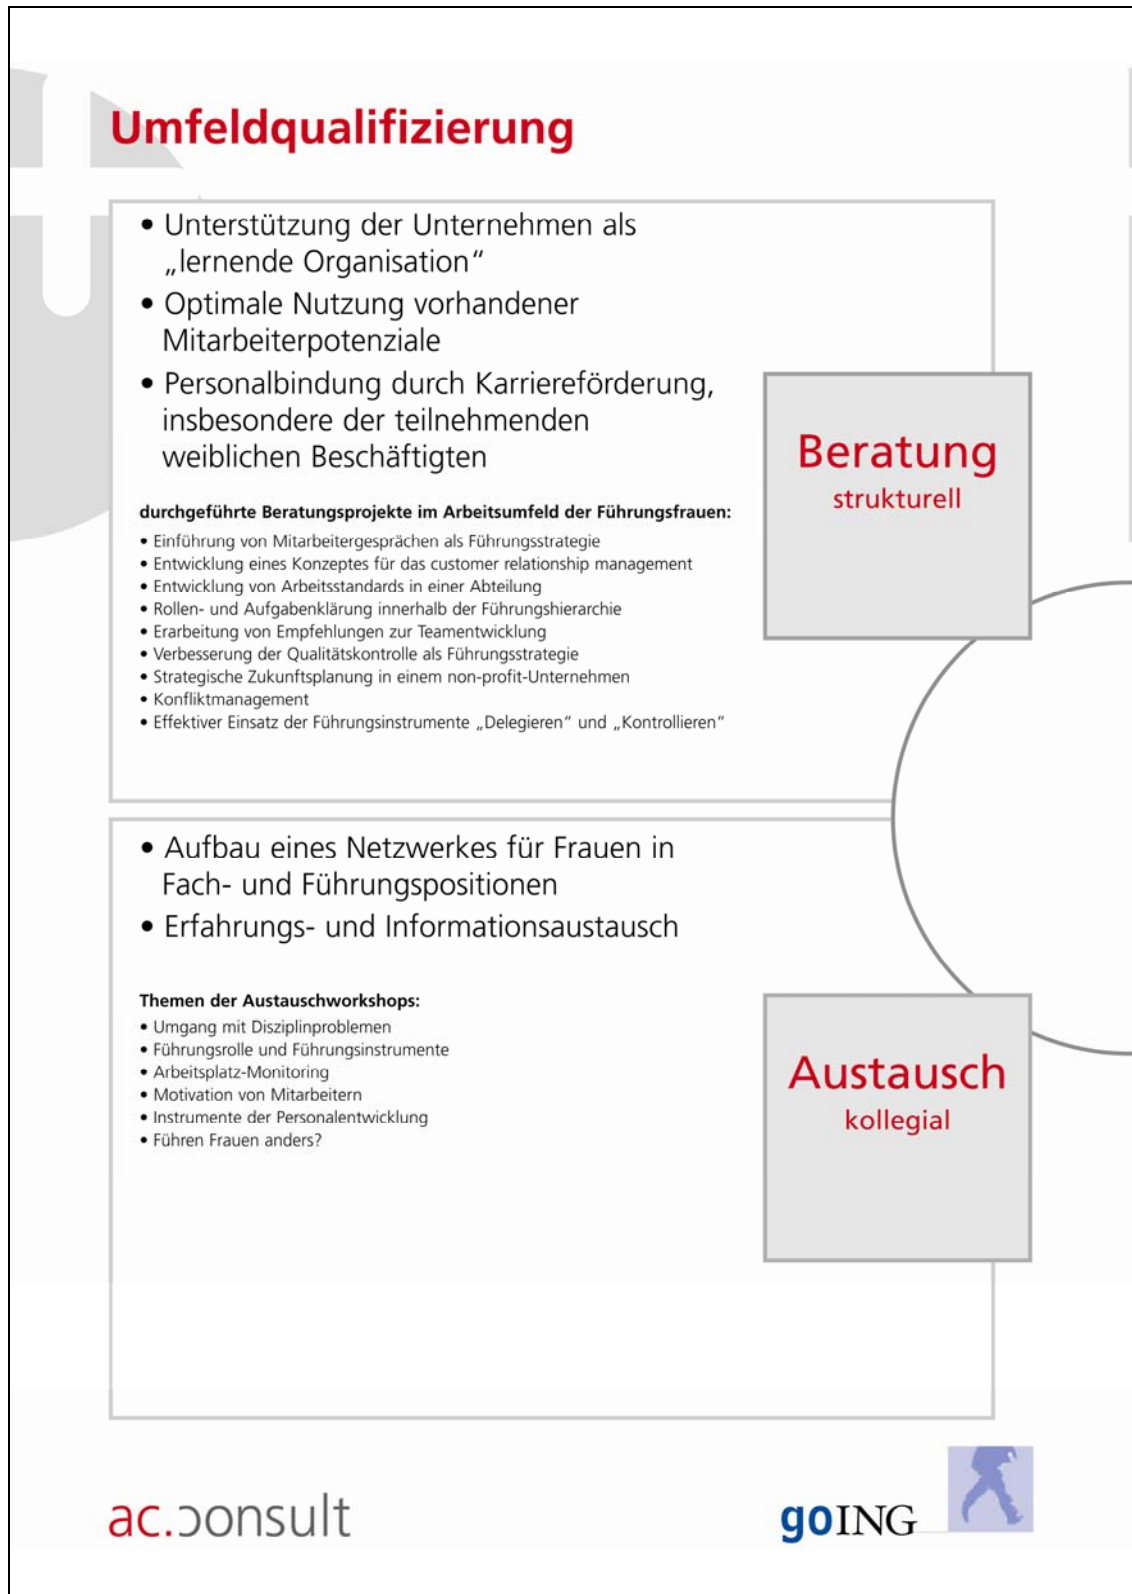 Umfeldqualifizierung
• Unterstützung der Unternehmen als
„lernende Organisation“
• Optimale Nutzung vorhandener
Mitarbeiterpotenziale
• Personalbindung durch Karriereförderung,
insbesondere der teilnehmenden
weiblichen Beschäftigten
Beratung
strukturell
durchgeführte Beratungsprojekte im Arbeitsumfeld der Führungsfrauen:
• Einführung von Mitarbeitergesprächen als Führungsstrategie
• Entwicklung eines Konzeptes für das customer relationship management
• Entwicklung von Arbeitsstandards in einer Abteilung
• Rollen- und Aufgabenklärung innerhalb der Führungshierarchie
• Erarbeitung von Empfehlungen zur Teamentwicklung
• Verbesserung der Qualitätskontrolle als Führungsstrategie
• Strategische Zukunftsplanung in einem non-profit-Unternehmen
• Konfliktmanagement
• Effektiver Einsatz der Führungsinstrumente „Delegieren“ und „Kontrollieren“
• Aufbau eines Netzwerkes für Frauen in
Fach- und Führungspositionen
• Erfahrungs- und Informationsaustausch
Themen der Austauschworkshops:
• Umgang mit Disziplinproblemen
• Führungsrolle und Führungsinstrumente
• Arbeitsplatz-Monitoring
• Motivation von Mitarbeitern
• Instrumente der Personalentwicklung
• Führen Frauen anders?
Austausch
kollegial
ac.consult
goING